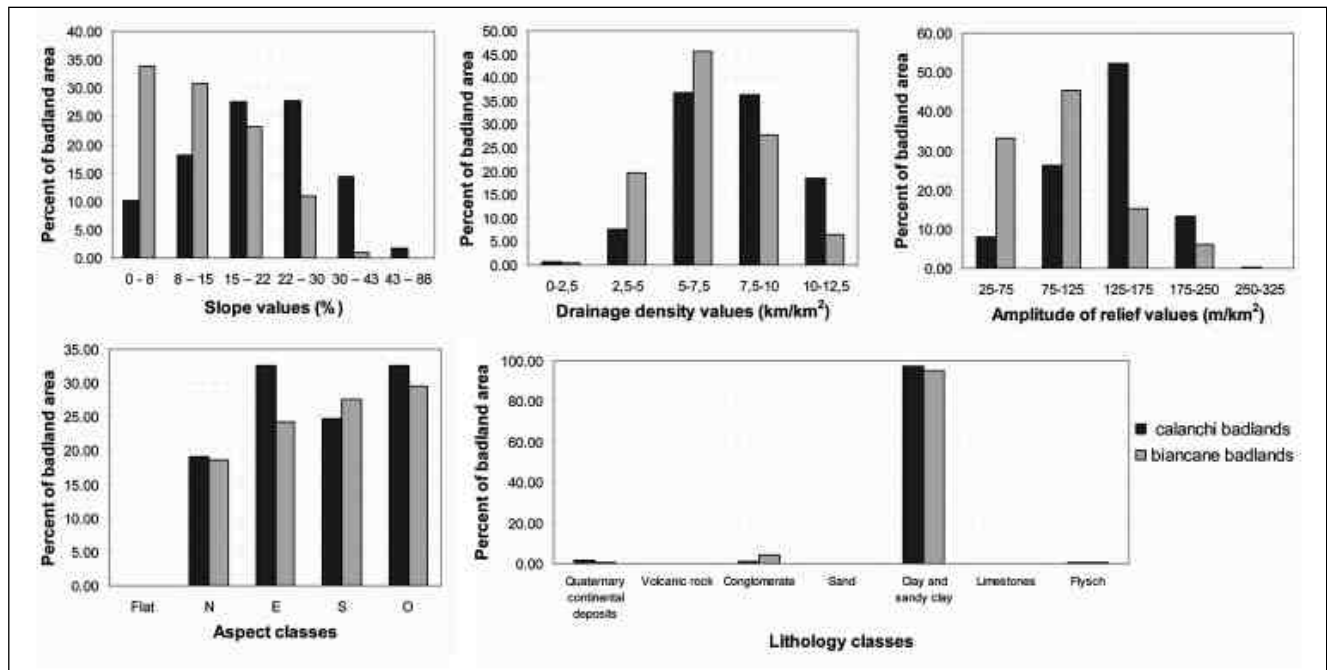 40.00
35.00
30.00
25.00
20.00
15.00
10.00
5.00
0.00
Percent of badland area
0 – 8 8 – 15 15 – 22 22 – 30 30 – 43 43 – 88
Slope values (%)
50.00
45.00
40.00
35.00
30.00
25.00
20.00
15.00
10.00
5.00
0.00
Percent of badland area
0-2,5 2,5-5 5-7,5 7,5-10 10-12,5
Drainage density values (km/km²)
60.00
50.00
40.00
30.00
20.00
10.00
0.00
Percent of badland area
25-75 75-125 125-175 175-250 250-325
Amplitude of relief values (m/km²)
35.00
30.00
25.00
20.00
15.00
10.00
5.00
0.00
Percent of badland area
Flat N E S O
Aspect classes
100.00
80.00
60.00
40.00
20.00
0.00
Percent of badland area
Quaternary Volcanic rock Conglomerate Sand Clay and Limestones Flysch
continental sandy clay
deposits
Lithology classes
calanchi badlands
biancane badlands